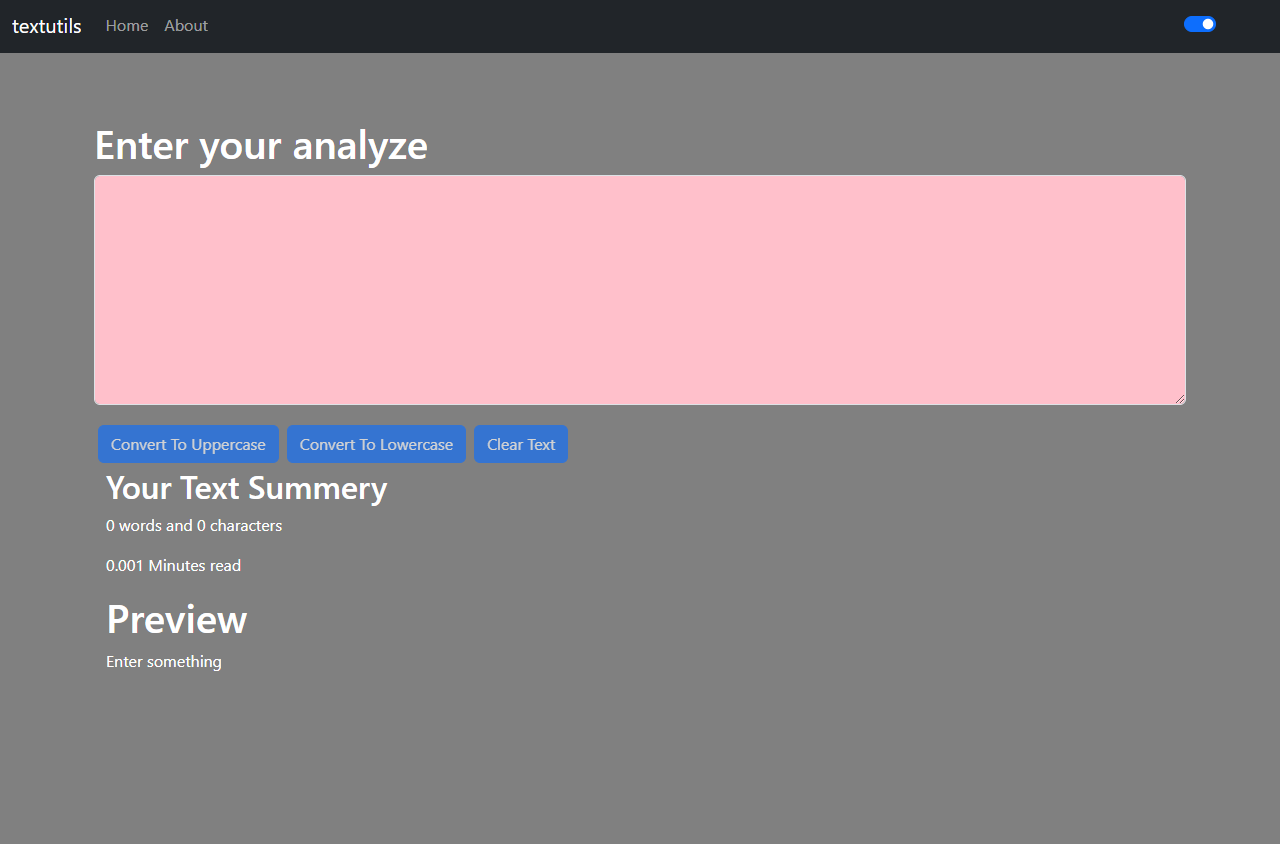 textutils Home About
Enter your analyze
Convert To Uppercase Convert To Lowercase Clear Text
Your Text Summery
0 words and 0 characters
0.001 Minutes read
Preview
Enter something